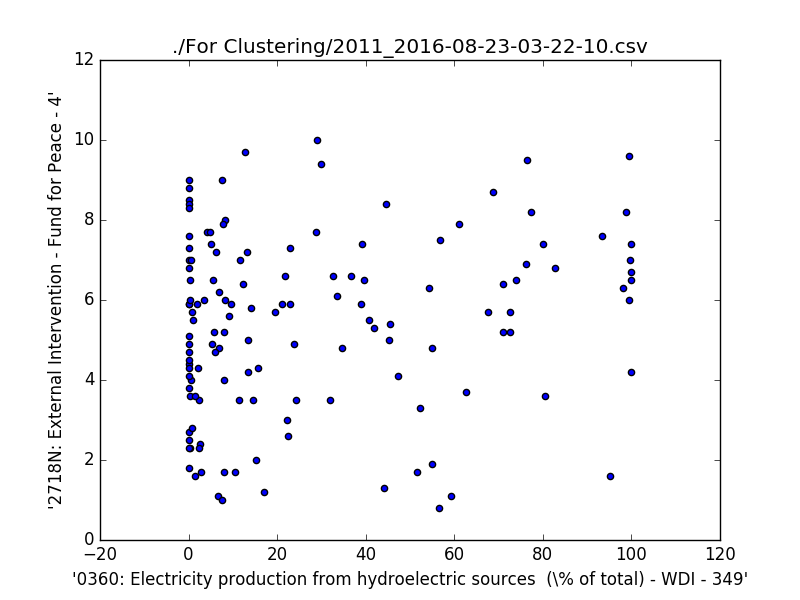 ./For Clustering/2011_2016-08-23-03-22-10.csv
12
10
8
6
4
2
0
'2718N: External Intervention - Fund for Peace - 4'
−20 0 20 40 60 80 100 120
'0360: Electricity production from hydroelectric sources  (\% of total) - WDI - 349'